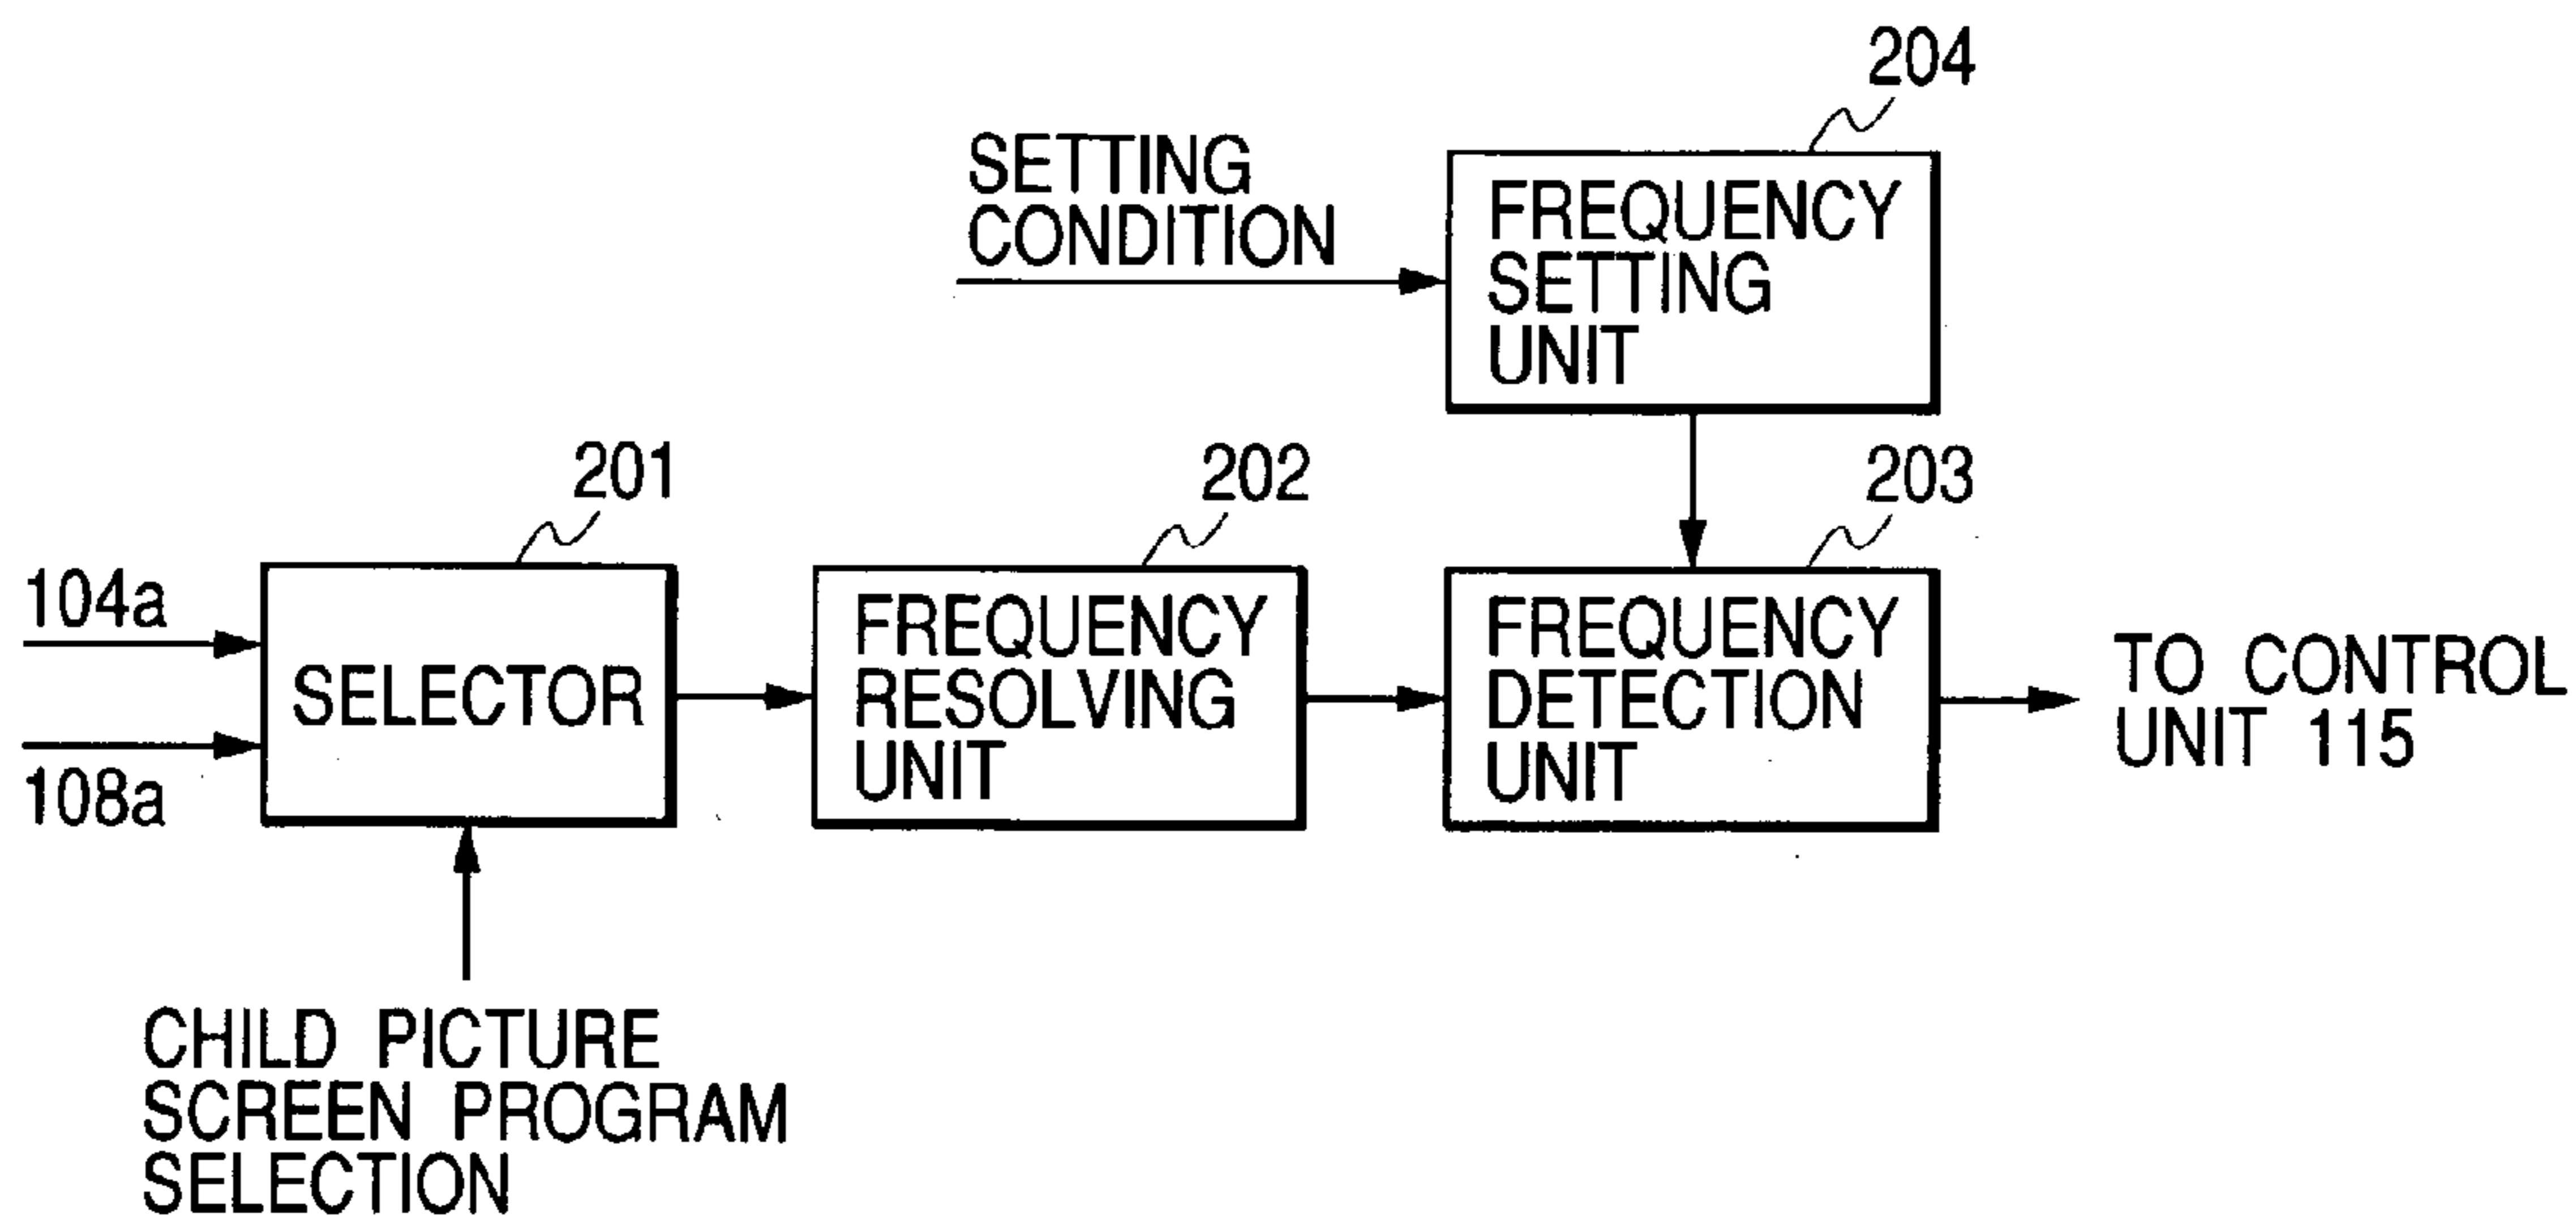 204
SETTING
CONDITION
FREQUENCY
SETTING
UNIT
201
202
203
104a
108a
SELECTOR
FREQUENCY
RESOLVING
UNIT
FREQUENCY
DETECTION
UNIT
TO CONTROL
UNIT 115
CHILD PICTURE
SCREEN PROGRAM
SELECTION